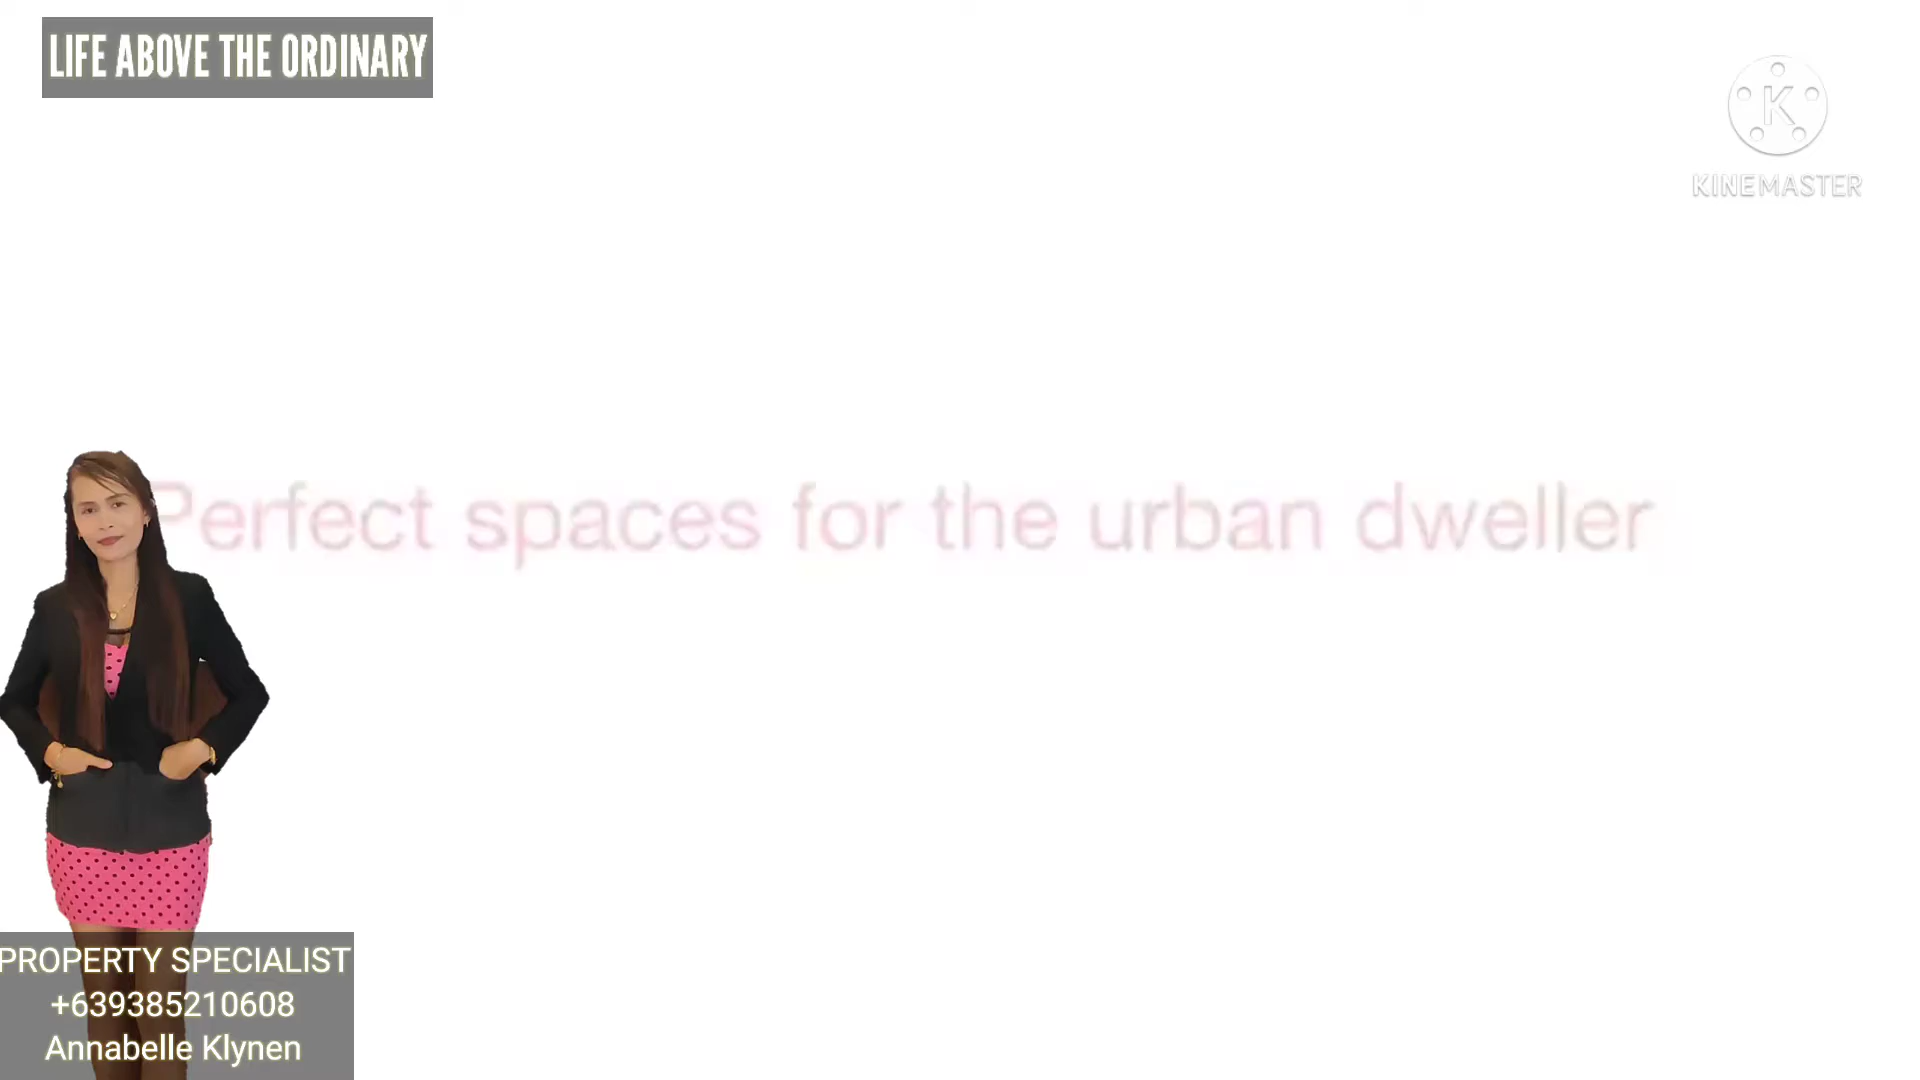 LIFE ABOVE THE ORDINARY
K
KINEMASTER
Perfect spaces for the urban dweller
PROPERTY SPECIALIST
+639385210608
Annabelle Klynen